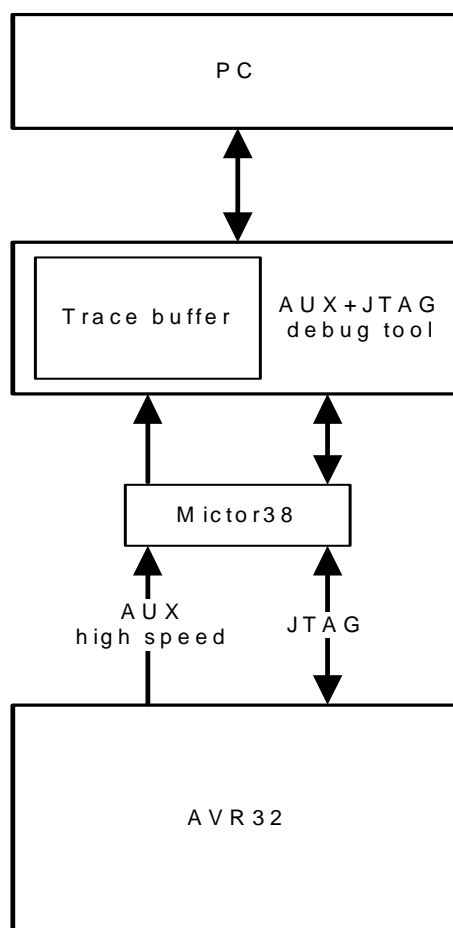 PC
Trace buffer
AUX+JTAG
debug tool
Mictor38
AUX
high speed
JTAG
AVR32